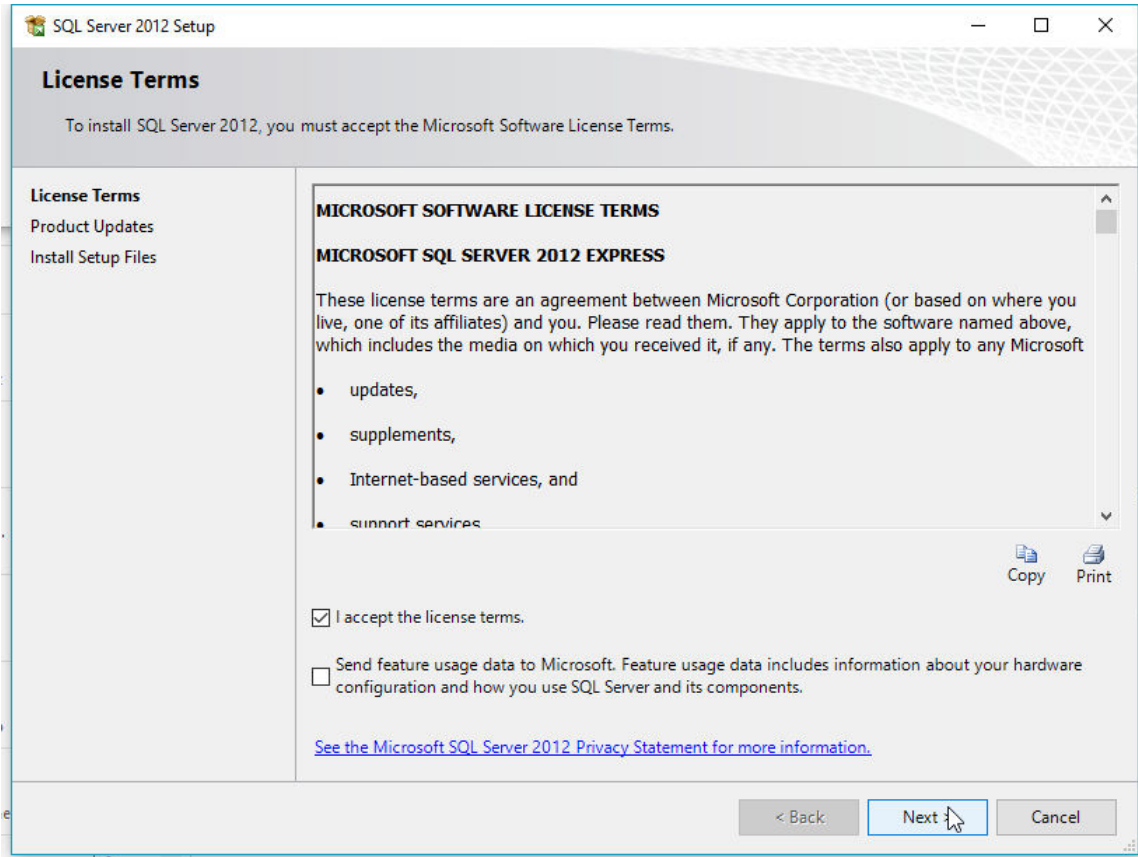 SQL Server 2012 Setup
License Terms
To install SQL Server 2012, you must accept the Microsoft Software License Terms.
License Terms
Product Updates
Install Setup Files
MICROSOFT SOFTWARE LICENSE TERMS
MICROSOFT SQL SERVER 2012 EXPRESS
These license terms are an agreement between Microsoft Corporation (or based on where you
live, one of its affiliates) and you. Please read them. They apply to the software named above,
which includes the media on which you received it, if any. The terms also apply to any Microsoft
• updates,
• supplements,
• Internet-based services, and
• support services
Copy
Print
I accept the license terms.
Send feature usage data to Microsoft. Feature usage data includes information about your hardware
configuration and how you use SQL Server and its components.
See the Microsoft SQL Server 2012 Privacy Statement for more information.
< Back
Next >
Cancel